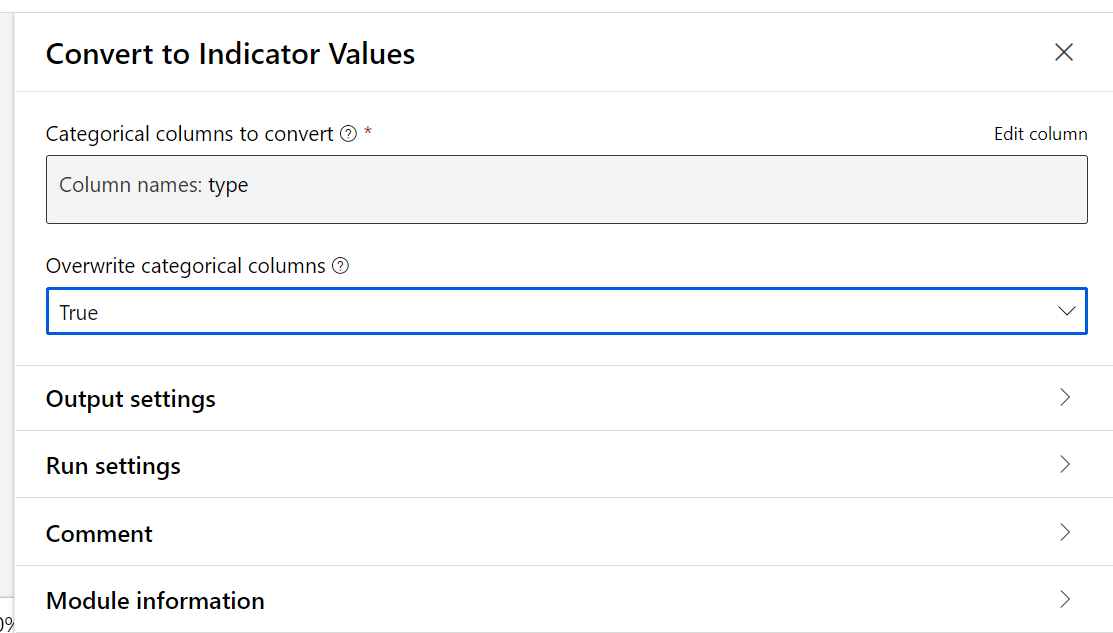 Convert to Indicator Values
Categorical columns to convert * Edit column
Column names: type
Overwrite categorical columns
True
Output settings
Run settings
Comment
Module information